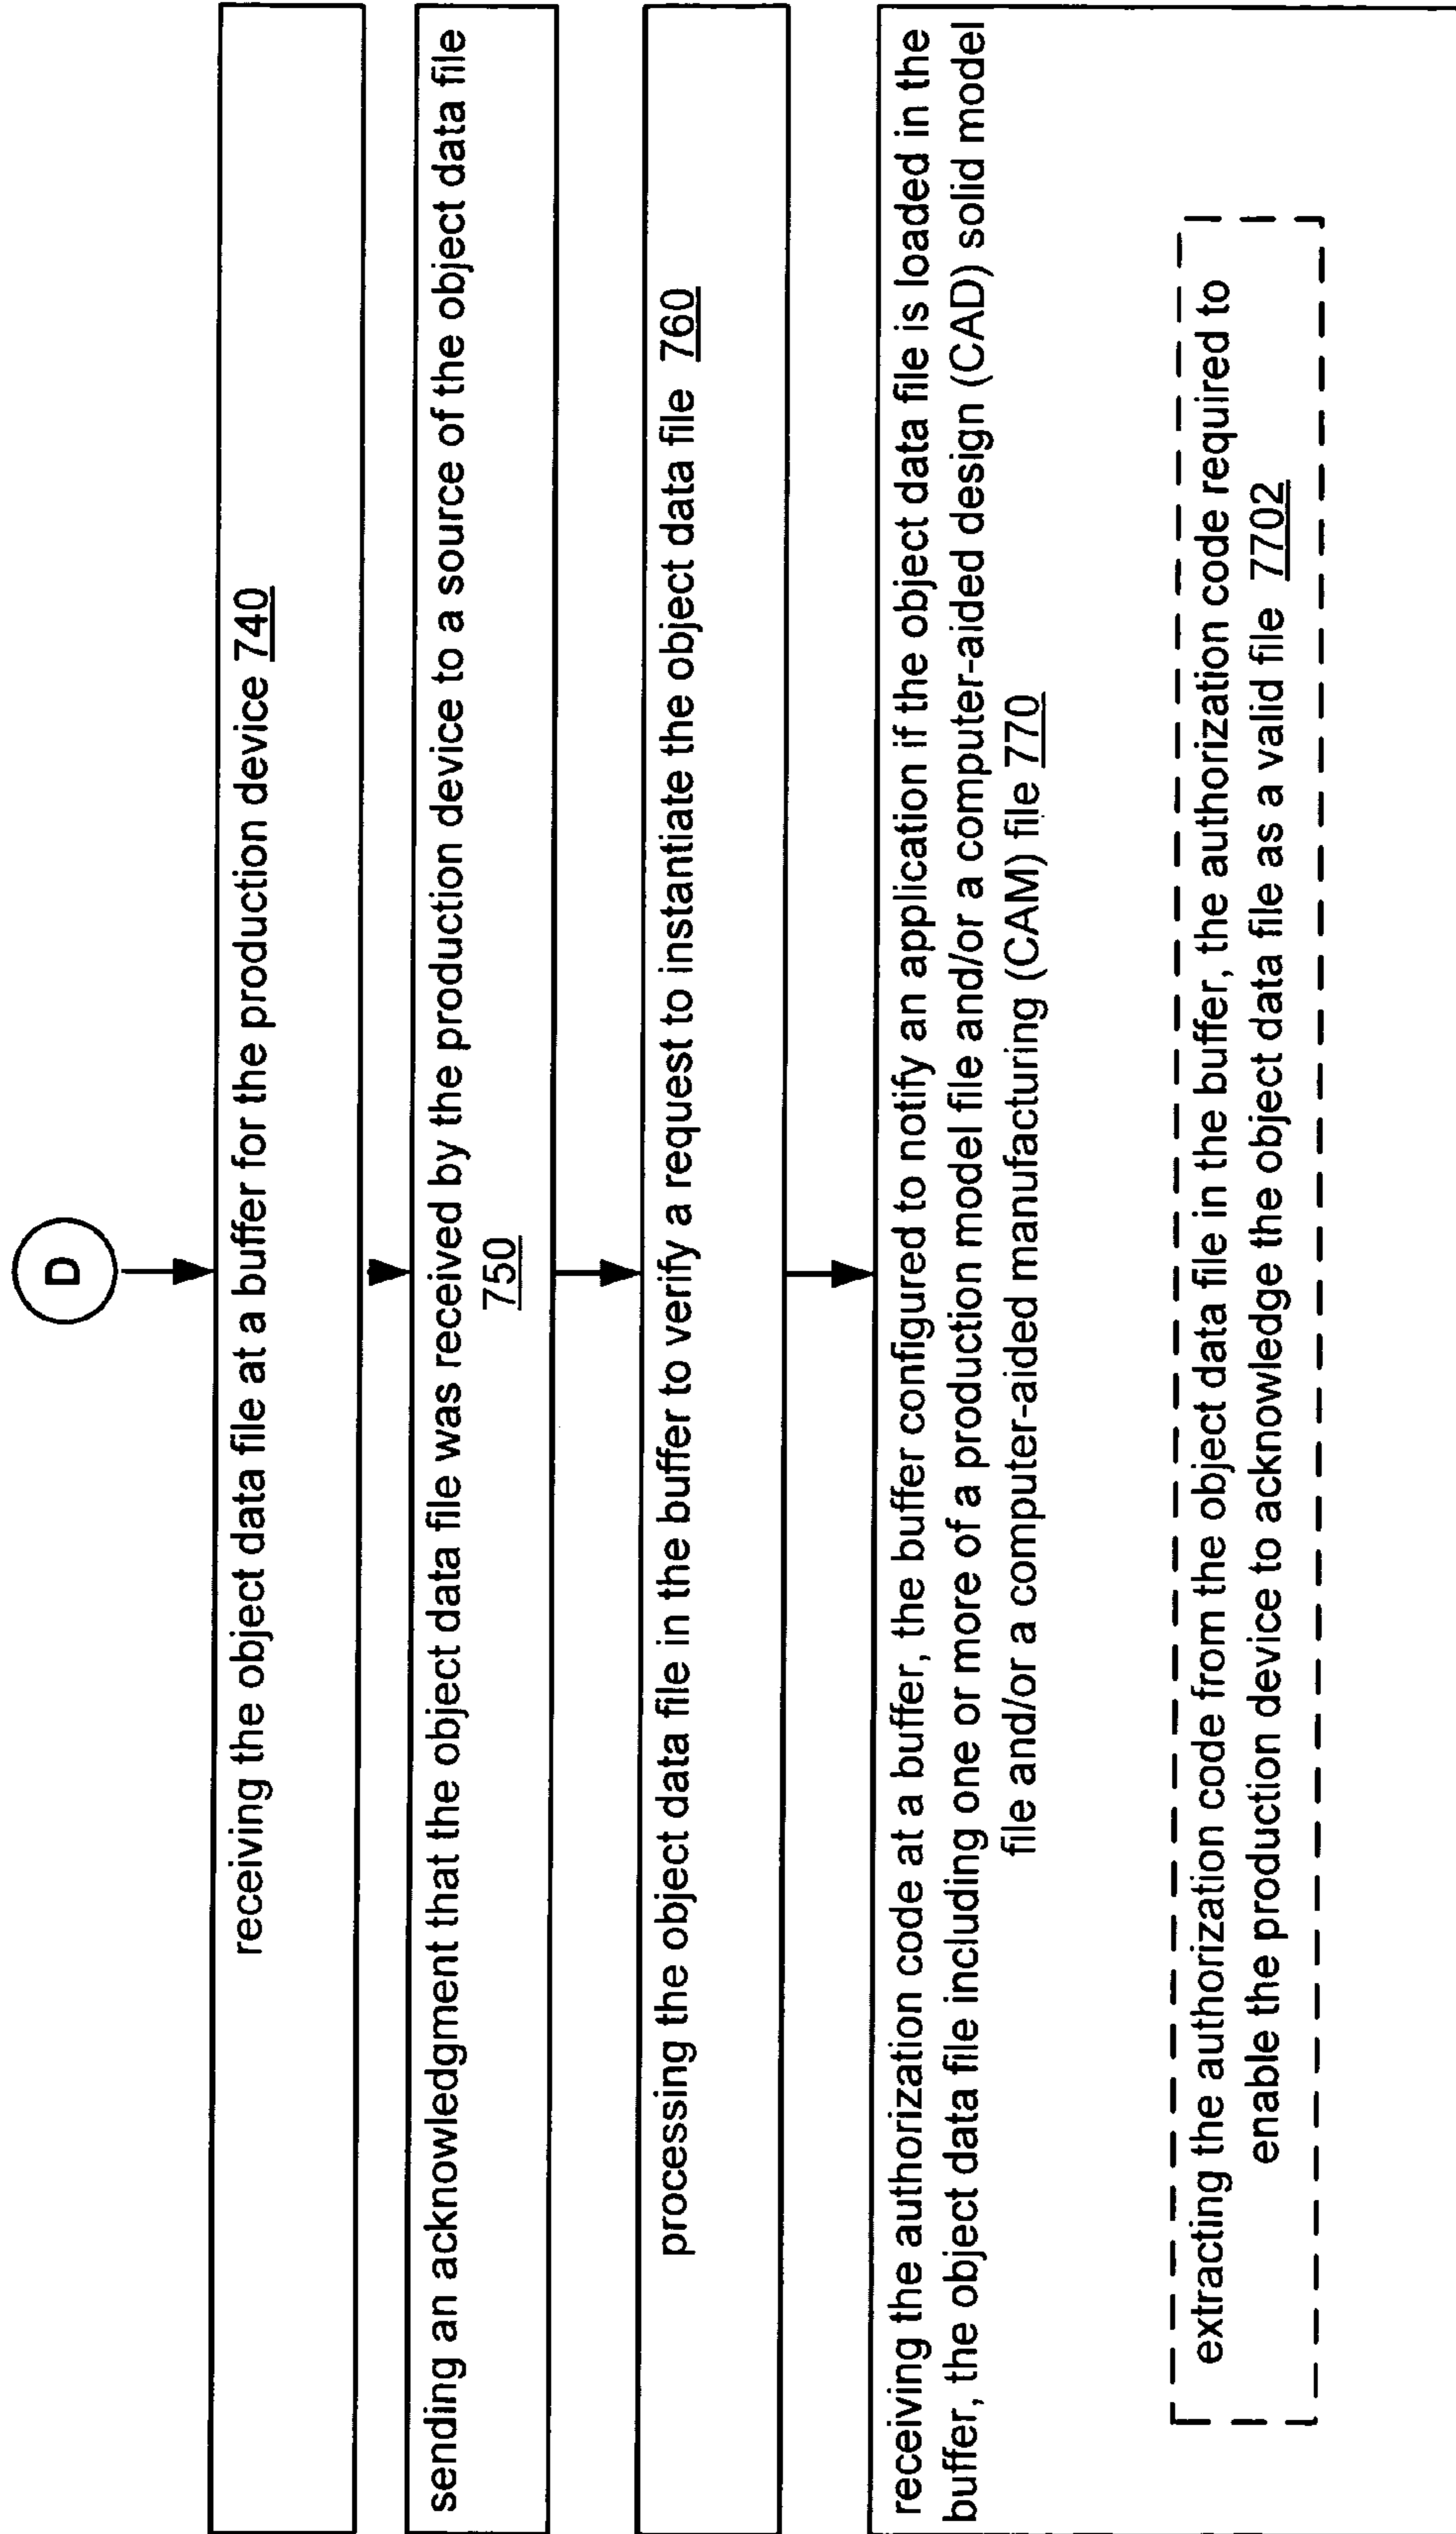 D
receiving the object data file at a buffer for the production device 740
sending an acknowledgment that the object data file was received by the production device to a source of the object data file
750
processing the object data file in the buffer to verify a request to instantiate the object data file 760
receiving the authorization code at a buffer, the buffer configured to notify an application if the object data file is loaded in the
buffer, the object data file including one or more of a production model file and/or a computer-aided design (CAD) solid model
file and/or a computer-aided manufacturing (CAM) file 770
extracting the authorization code from the object data file in the buffer, the authorization code required to
enable the production device to acknowledge the object data file as a valid file 7702